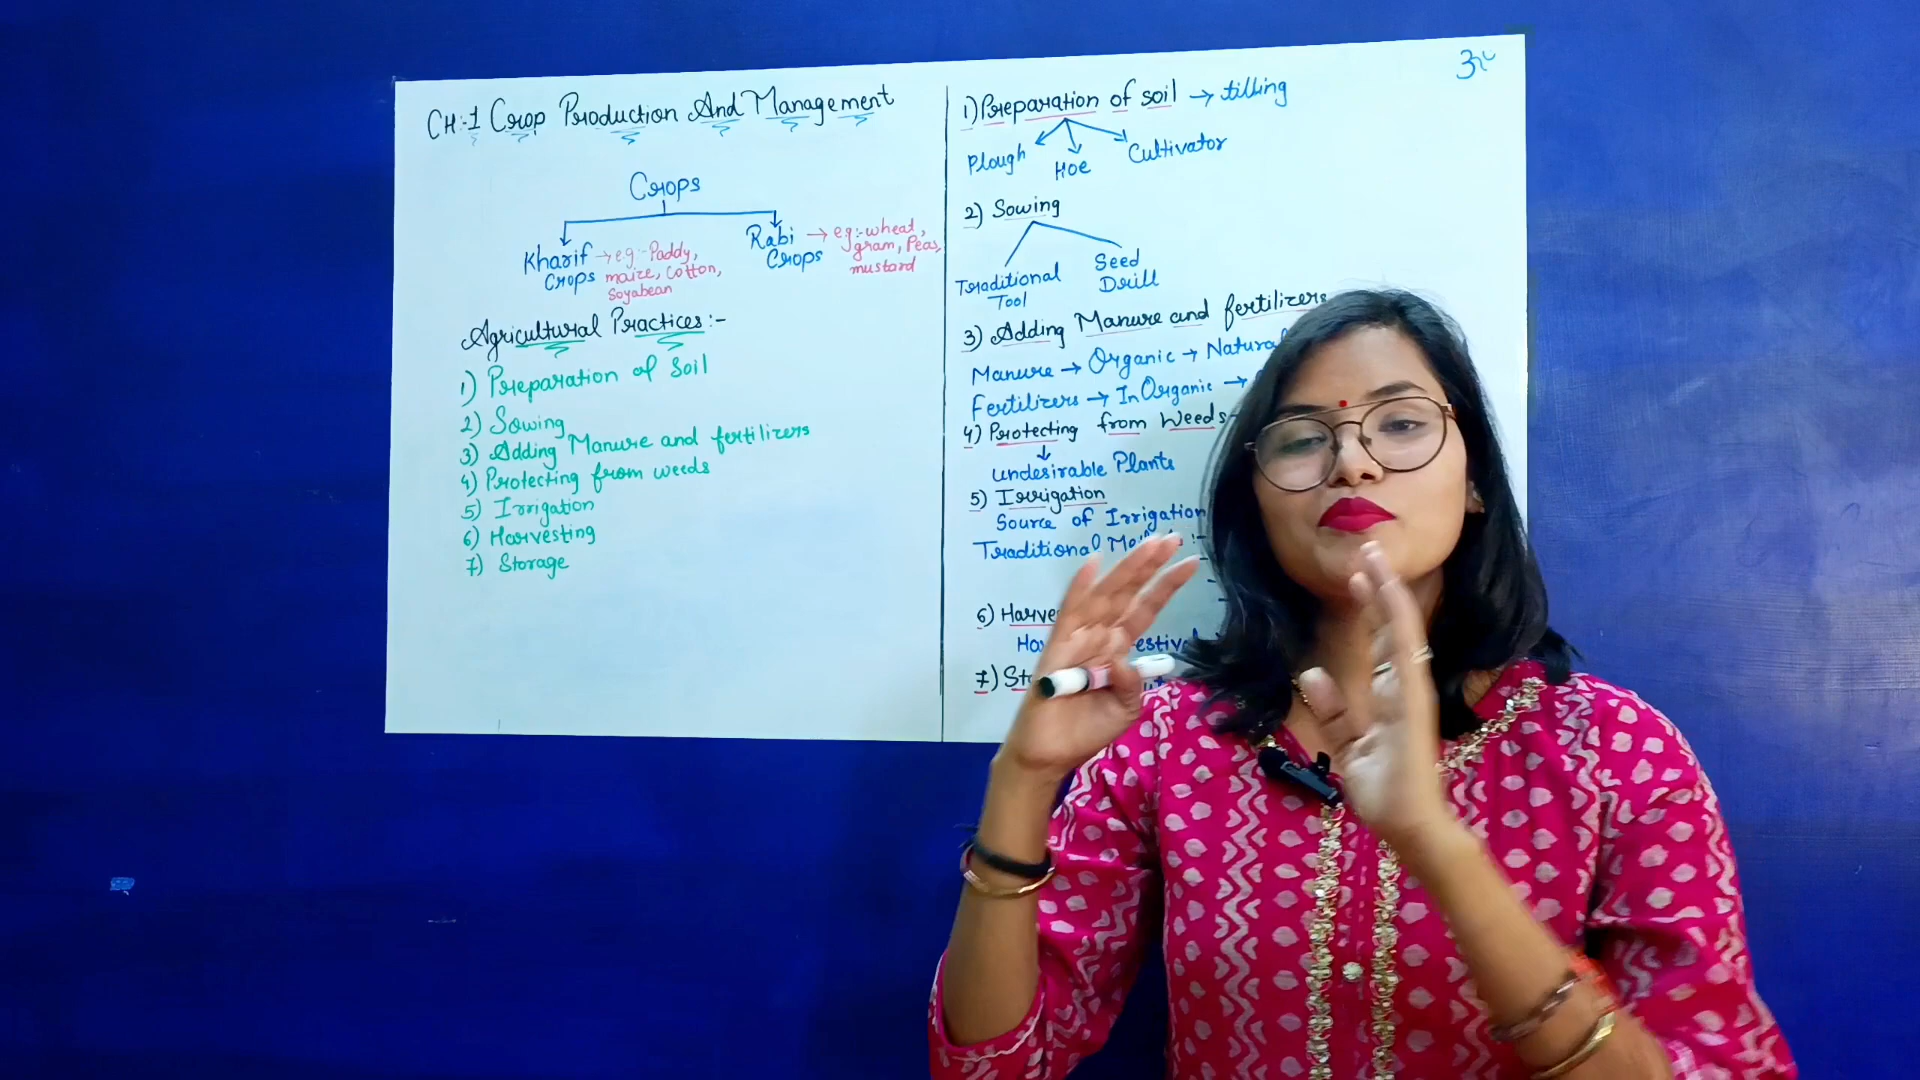 CH:-1 Crop Production And Management
Crops
Kharif Crops → eg:- Paddy, maize, Cotton, Soyabean
Rabi Crops → eg:- wheat, gram, Peas, mustard
Agricultural Practices:-
1) Preparation of Soil
2) Sowing
3) Adding Manure and fertilizers
4) Protecting from weeds
5) Irrigation
6) Harvesting
7) Storage
1) Preparation of soil → tilling
Plough Hoe Cultivator
2) Sowing
Traditional Tool
Seed Drill
3) Adding Manure and fertilizers
Manure → Organic → Natural
Fertilizers → InOrganic →
4) Protecting from Weeds
↓
undesirable Plants
5) Irrigation
Source of Irrigation
Traditional
6)
7)